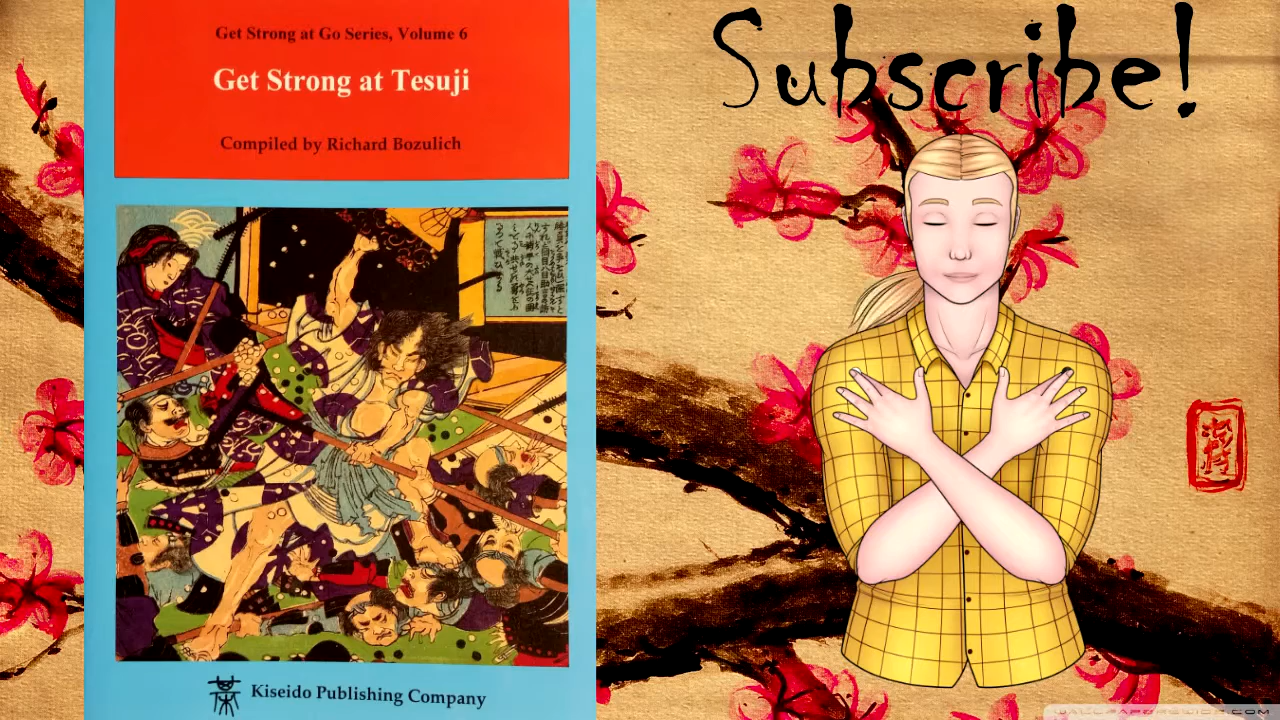 Get Strong at Go Series, Volume 6
Get Strong at Tesuji
Compiled by Richard Bozulich
Kiseido Publishing Company
Subscribe!